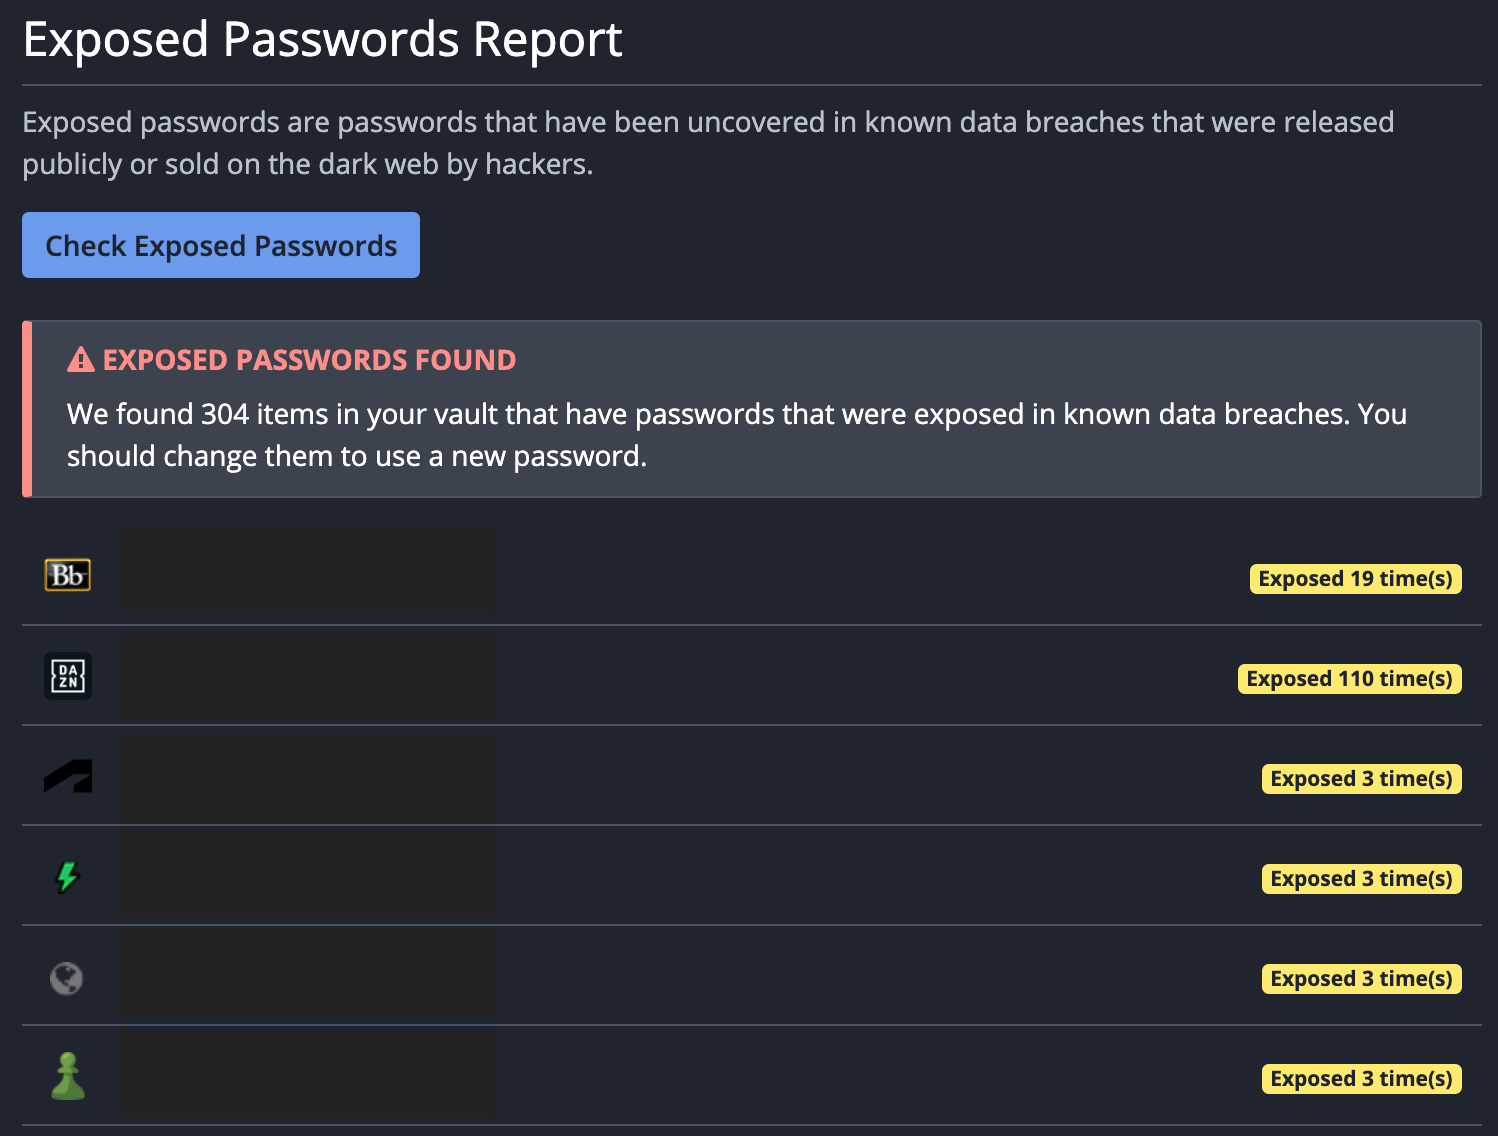 Exposed Passwords Report
Exposed passwords are passwords that have been uncovered in known data breaches that were released
publicly or sold on the dark web by hackers.
Check Exposed Passwords
EXPOSED PASSWORDS FOUND
We found 304 items in your vault that have passwords that were exposed in known data breaches. You
should change them to use a new password.
Bb
Exposed 19 time(s)
DA
ZN
Exposed 110 time(s)
Exposed 3 time(s)
Exposed 3 time(s)
Exposed 3 time(s)
Exposed 3 time(s)